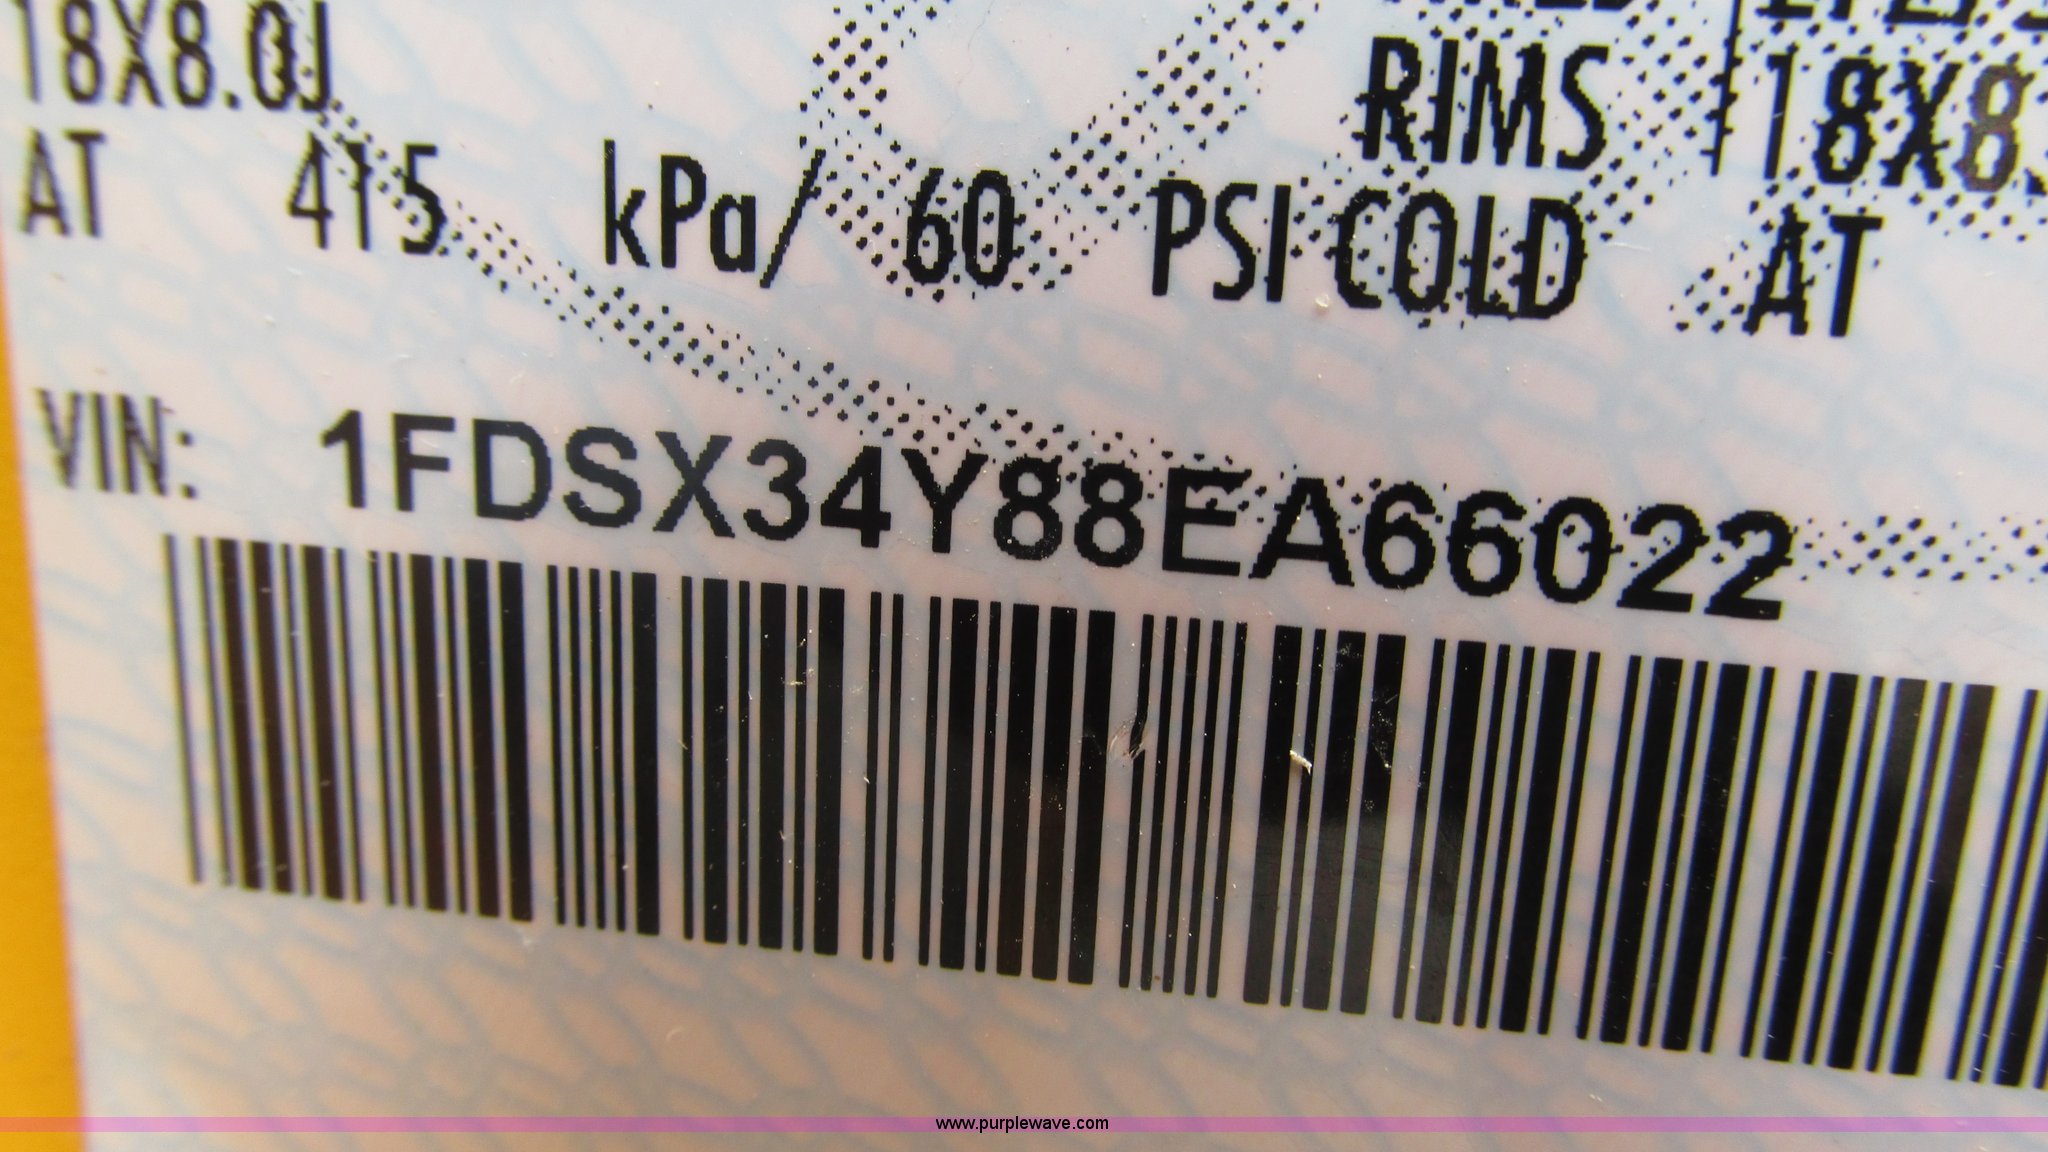 18X8.0J RIMS 18X8.
AT 415 kPa/ 60 PSI COLD AT
VIN: 1FDSX34Y88EA66022
www.purplewave.com